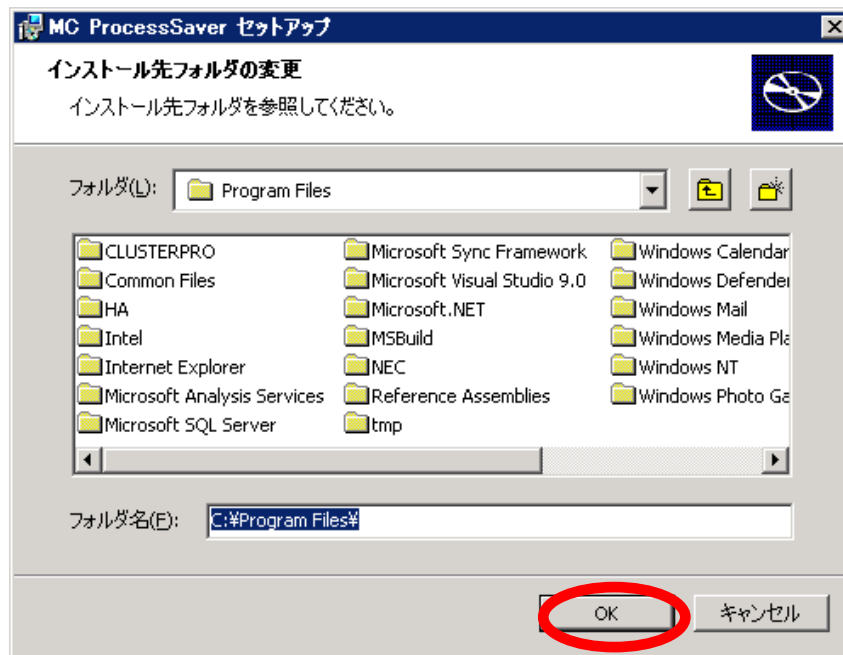 MC ProcessSaver セットアップ
インストール先フォルダの変更
インストール先フォルダを参照してください。
フォルダ(L):
Program Files
CLUSTERPRO
Common Files
HA
Intel
Internet Explorer
Microsoft Analysis Services
Microsoft SQL Server
Microsoft Sync Framework
Microsoft Visual Studio 9.0
Microsoft.NET
MSBuild
NEC
Reference Assemblies
tmp
Windows Calendar
Windows Defender
Windows Mail
Windows Media Pla
Windows NT
Windows Photo Ga
フォルダ名(F):
C:¥Program Files¥
OK
キャンセル